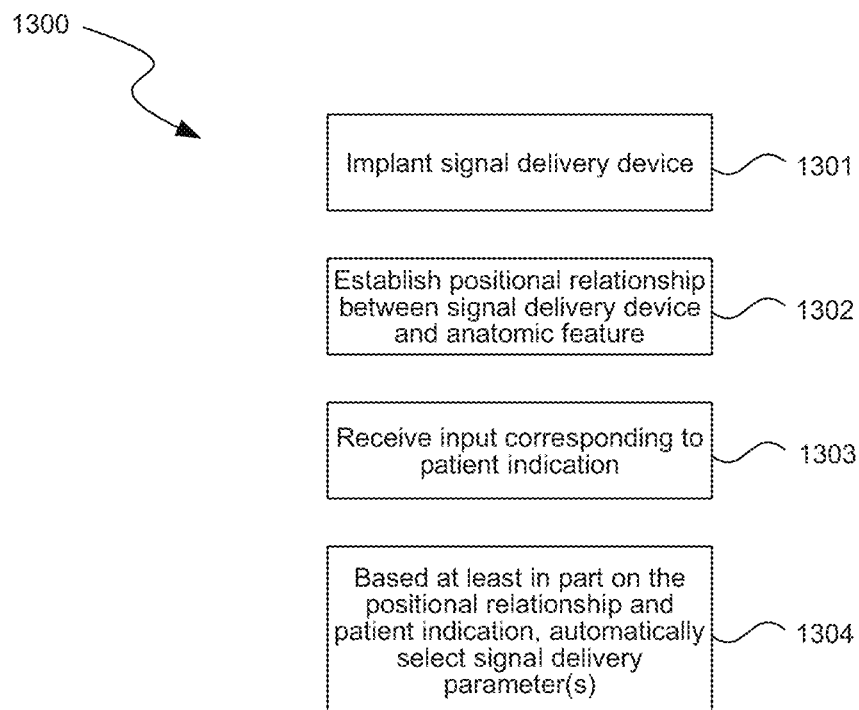 1300
Implant signal delivery device
1301
Establish positional relationship
between signal delivery device
and anatomic feature
1302
Receive input corresponding to
patient indication
1303
Based at least in part on the
positional relationship and
patient indication, automatically
select signal delivery
parameter(s)
1304